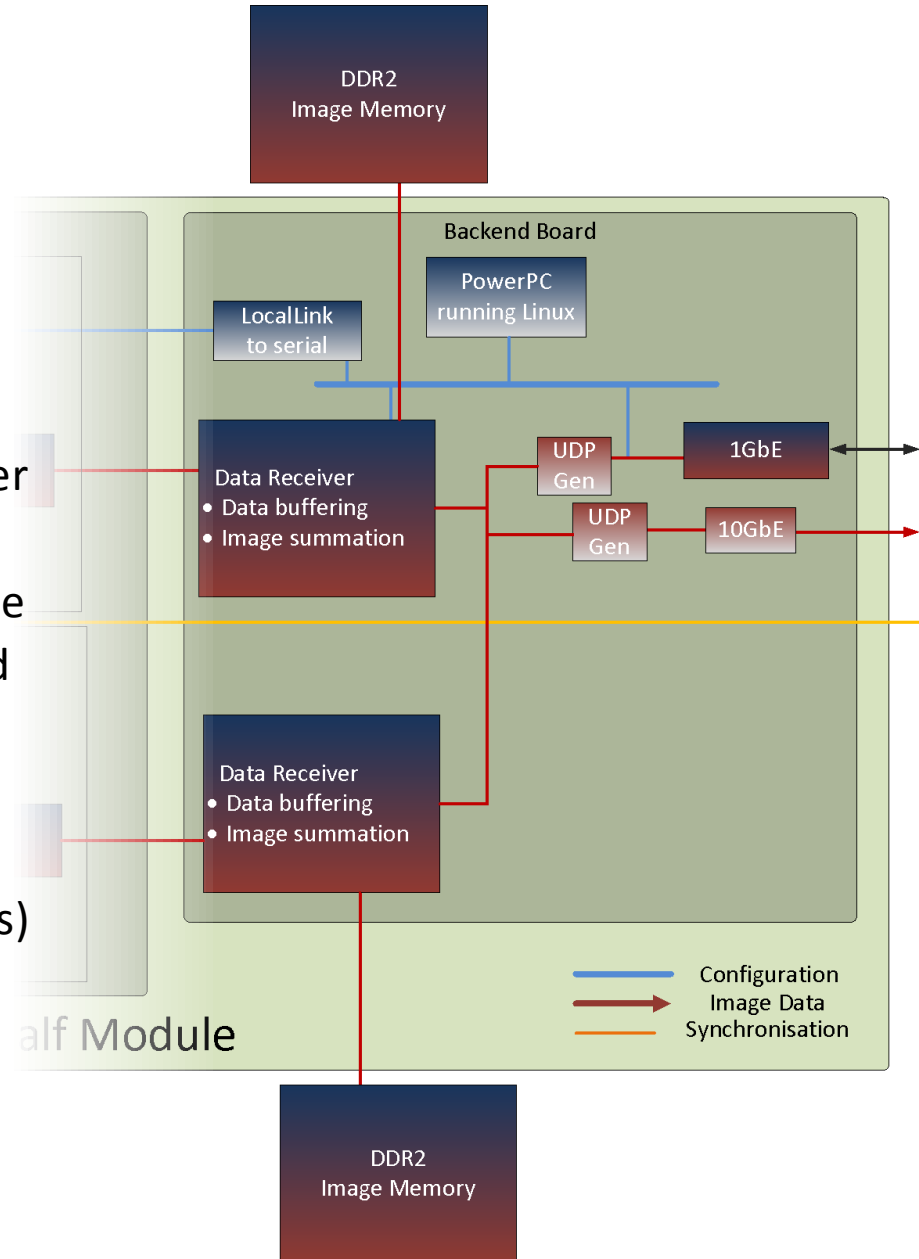 DDR2
Image Memory
Backend Board
PowerPC
running Linux
LocalLink
to serial
Data Receiver
• Data buffering
• Image summation
UDP
Gen
1GbE
UDP
Gen
10GbE
Data Receiver
• Data buffering
• Image summation
s)
Configuration
Image Data
Synchronisation
alf Module
DDR2
Image Memory